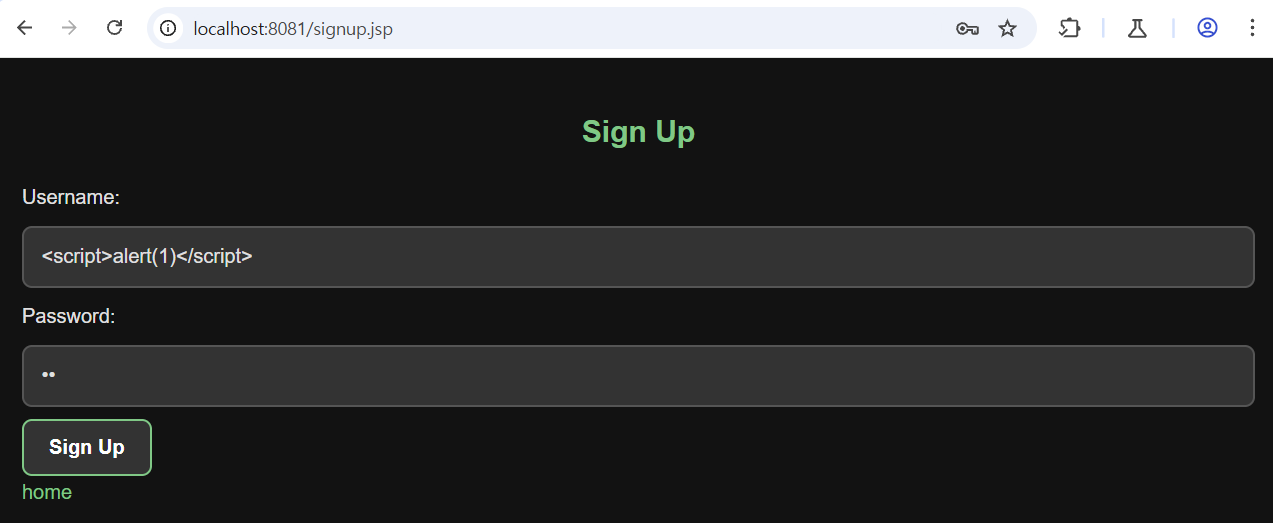 localhost:8081/signup.jsp
Sign Up
Username:
<script>alert(1)</script>
Password:
••
Sign Up
home